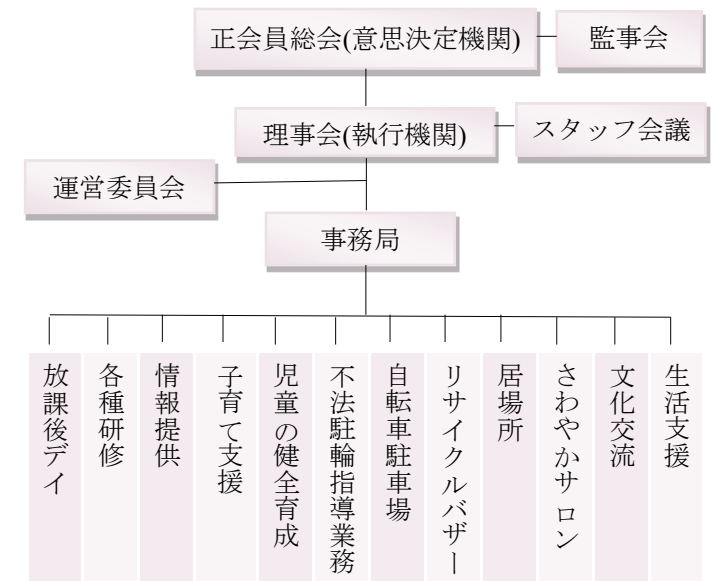 正会員総会(意思決定機関)
監事会
理事会(執行機関)
スタッフ会議
運営委員会
事務局
放課後デイ
各種研修
情報提供
子育て支援
児童の健全育成
不法駐輪指導業務
自転車駐車場
リサイクルバザー
居場所
さわやかサロン
文化交流
生活支援